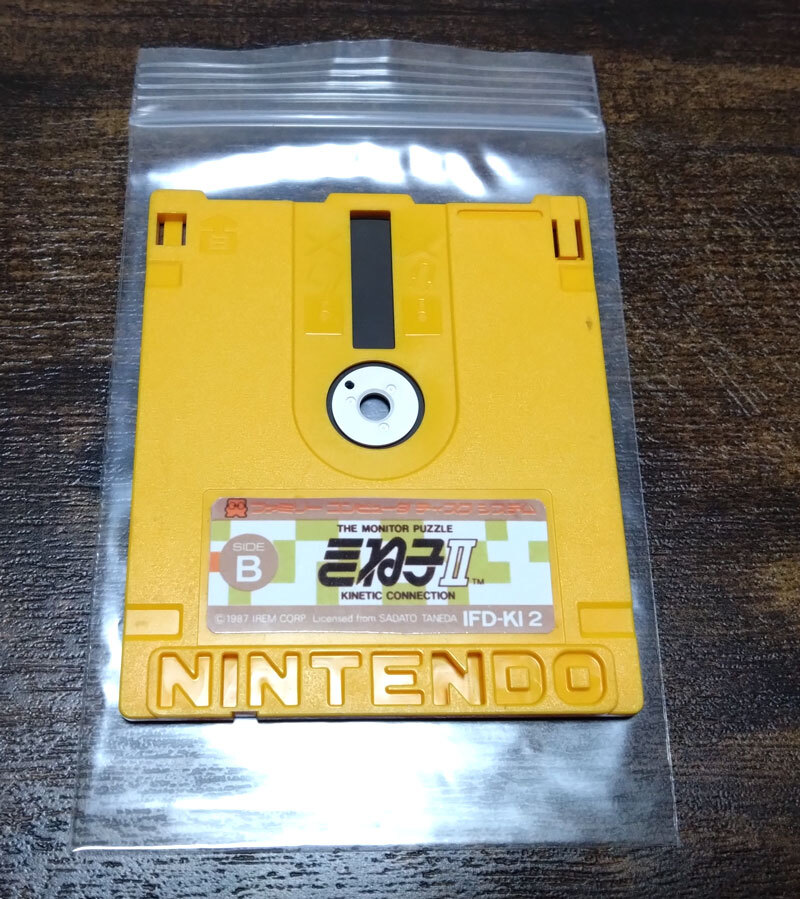 ファミリー コンピュータ ディスク システム
THE MONITOR PUZZLE
SIDE
B
きね子II™
KINETIC CONNECTION
© 1987 IREM CORP. Licensed from SADATO TANEDA IFD-KI 2
NINTENDO